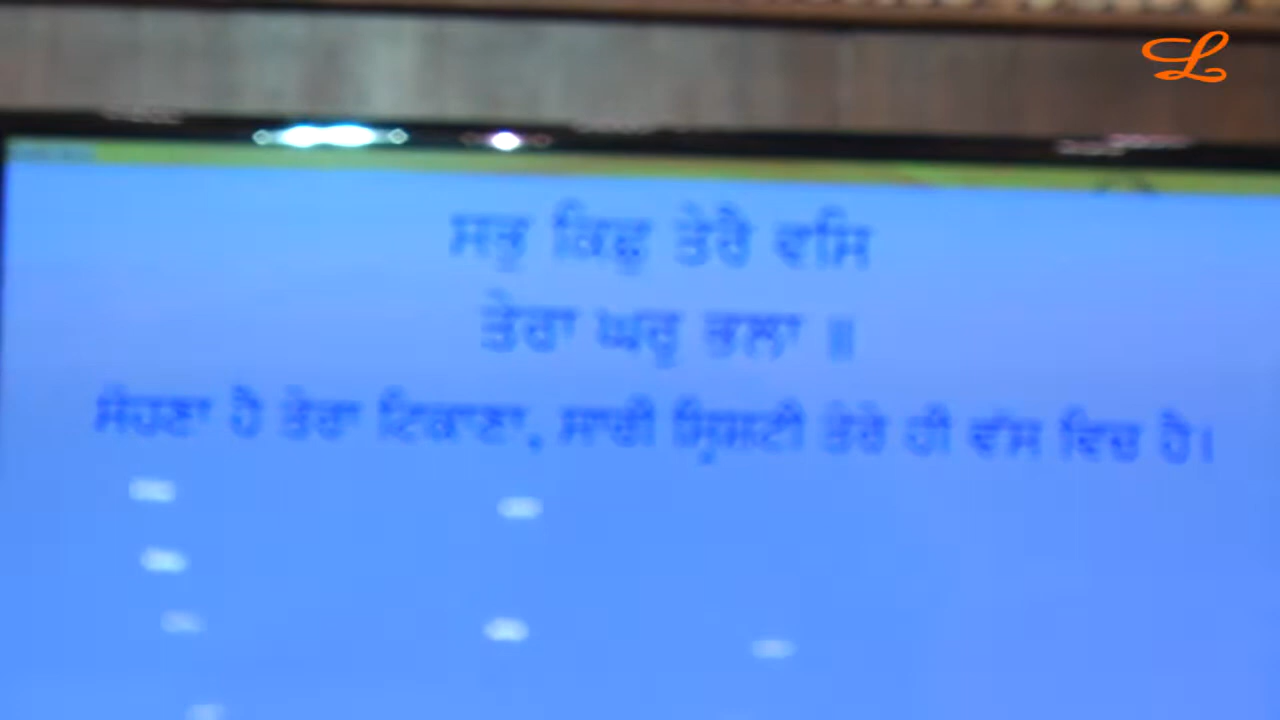 ਸਭੁ ਕਿਛੁ ਤੇਰੈ ਵਸਿ
ਤੇਰਾ ਘਰੁ ਭਲਾ ॥
ਸੋਹਣਾ ਹੈ ਤੇਰਾ ਟਿਕਾਣਾ, ਸਾਰੀ ਸ੍ਰਿਸ਼ਟੀ ਤੇਰੇ ਹੀ ਵੱਸ ਵਿਚ ਹੈ।